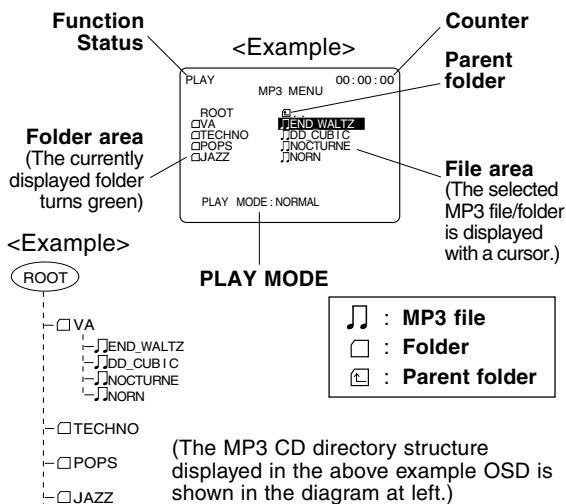 Function
Status
<Example>
Counter
Parent
folder
PLAY 00:00:00
MP3 MENU
ROOT ..
VA END_WALTZ
TECHNO DD_CUBIC
POPS NOCTURNE
JAZZ NORN
PLAY MODE:NORMAL
Folder area
(The currently
displayed folder
turns green)
File area
(The selected
MP3 file/folder
is displayed
with a cursor.)
PLAY MODE
<Example>
ROOT
VA
END_WALTZ
DD_CUBIC
NOCTURNE
NORN
TECHNO
POPS
JAZZ
: MP3 file
: Folder
: Parent folder
(The MP3 CD directory structure
displayed in the above example OSD is
shown in the diagram at left.)